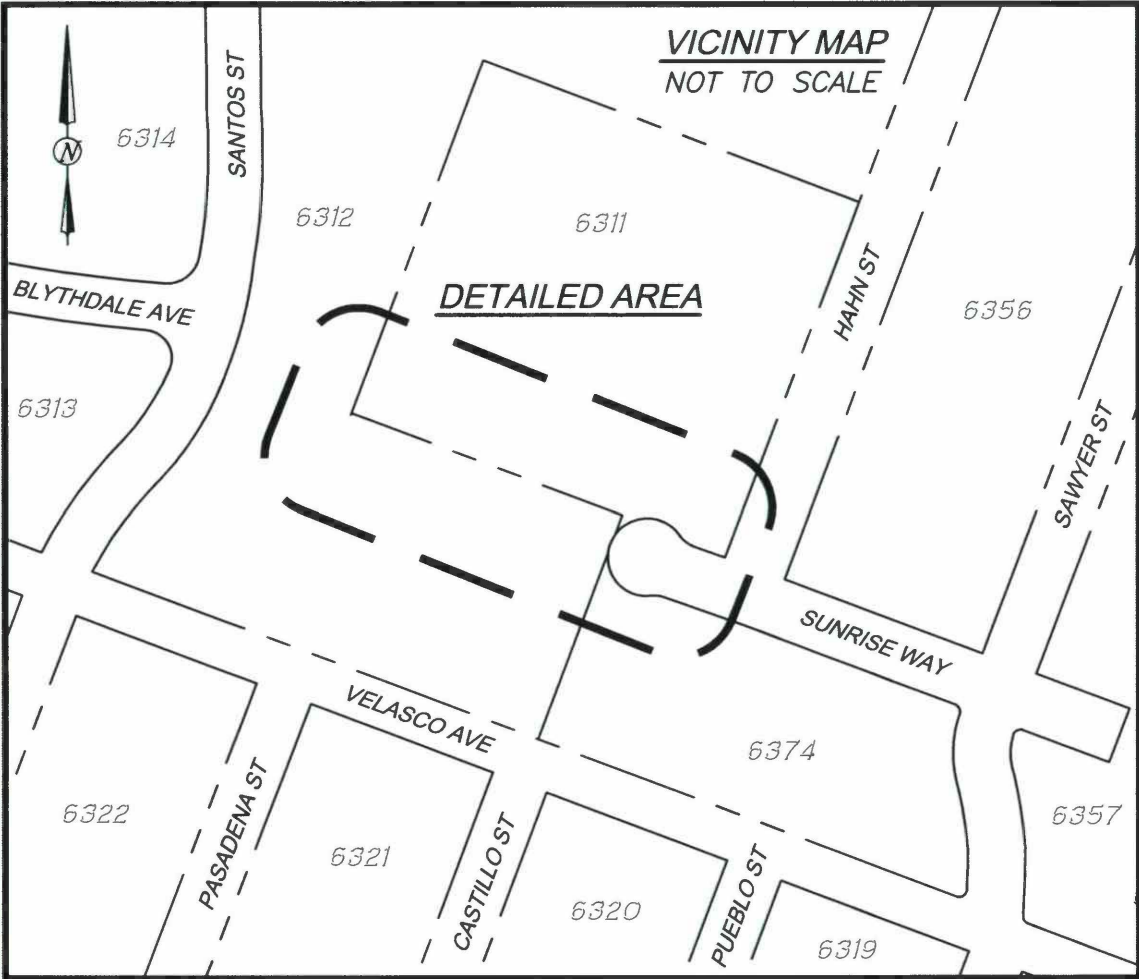 VICINITY MAP
NOT TO SCALE
N
6314
SANTOS ST
6312
6311
HAHN ST
BLYTHDALE AVE
DETAILED AREA
6356
6313
SAWYER ST
SUNRISE WAY
VELASCO AVE
6374
6322
PASADENA ST
6321
CASTILLO ST
6320
PUEBLO ST
6319
6357